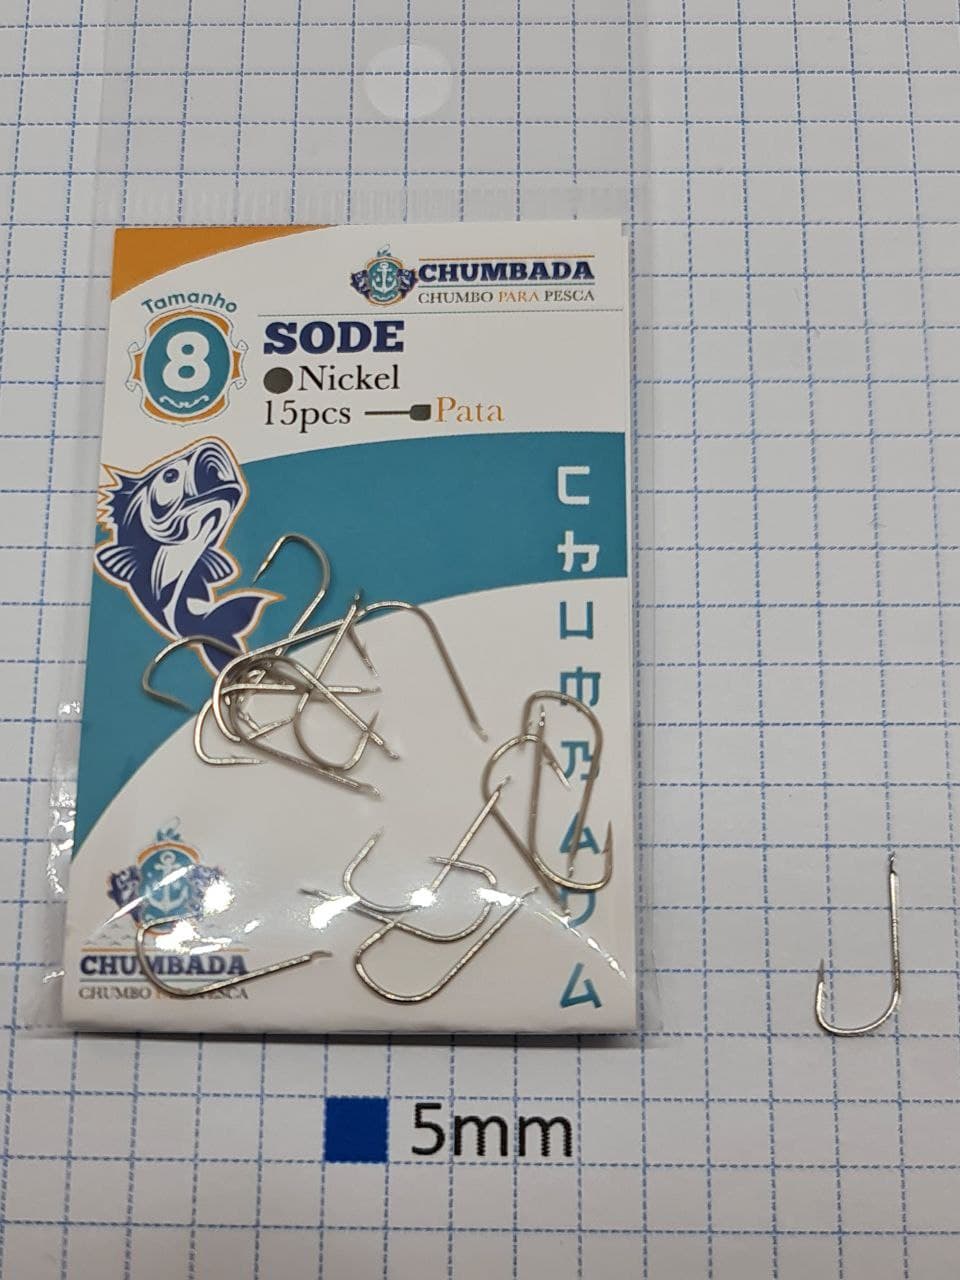 CHUMBADA
CHUMBO PARA PESCA
Tamanho
8
SODE
Nickel
15pcs
Pata
CHUMBADA
CHUMBADA
5mm